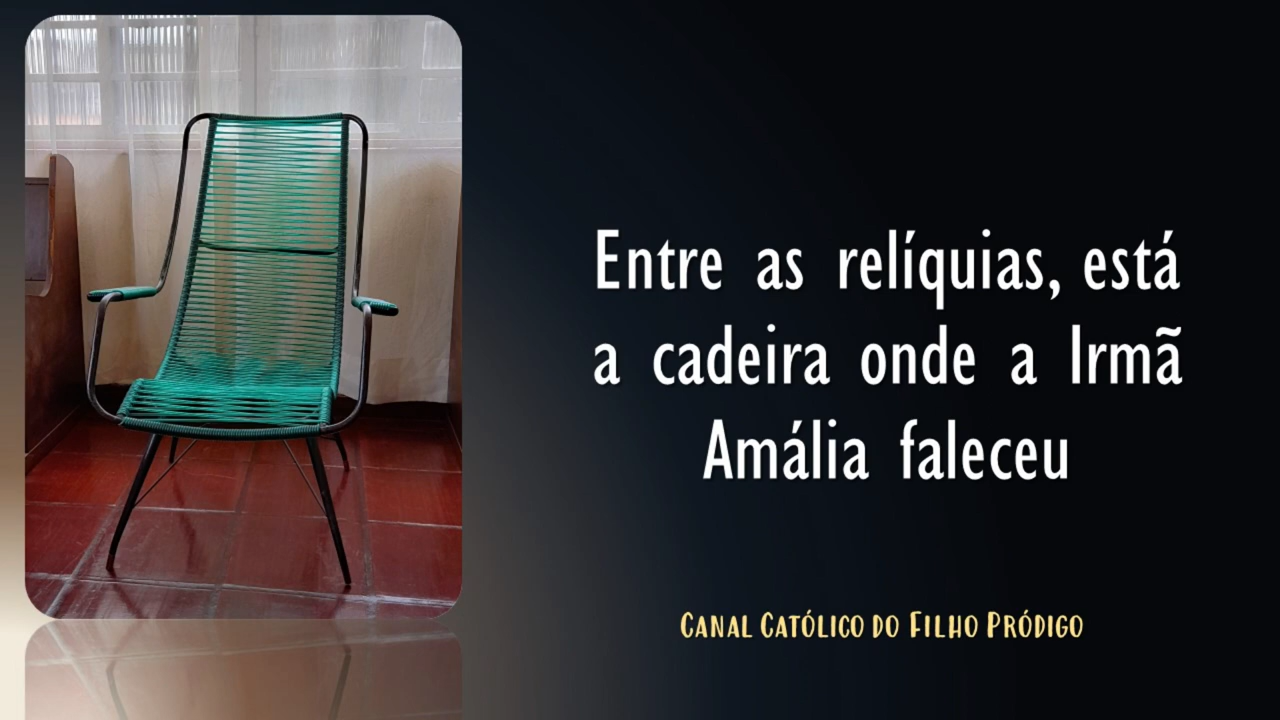 Entre as relíquias, está
a cadeira onde a Irmã
Amália faleceu
Canal Católico do Filho Pródigo